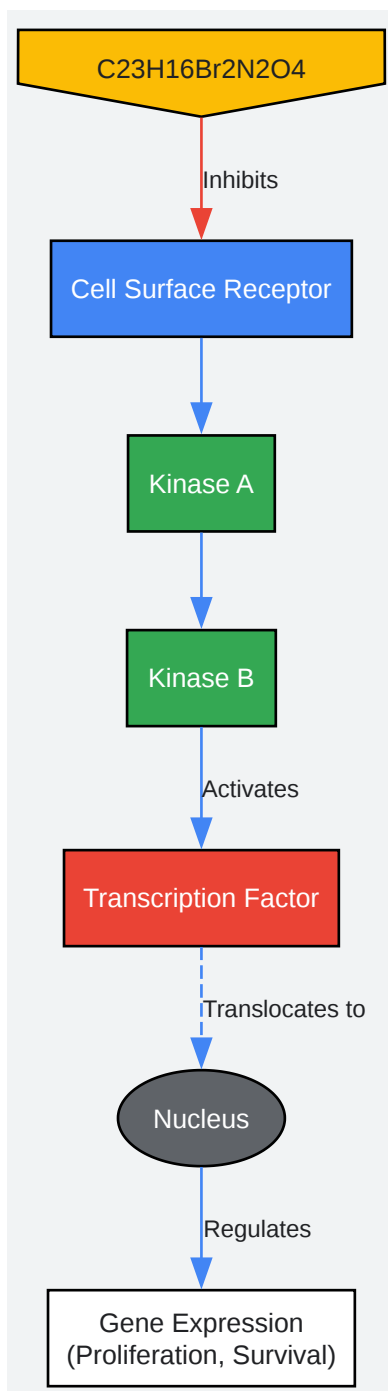 C23H16Br2N2O4
Inhibits
Cell Surface Receptor
Kinase A
Kinase B
Activates
Transcription Factor
Translocates to
Nucleus
Regulates
Gene Expression
(Proliferation, Survival)